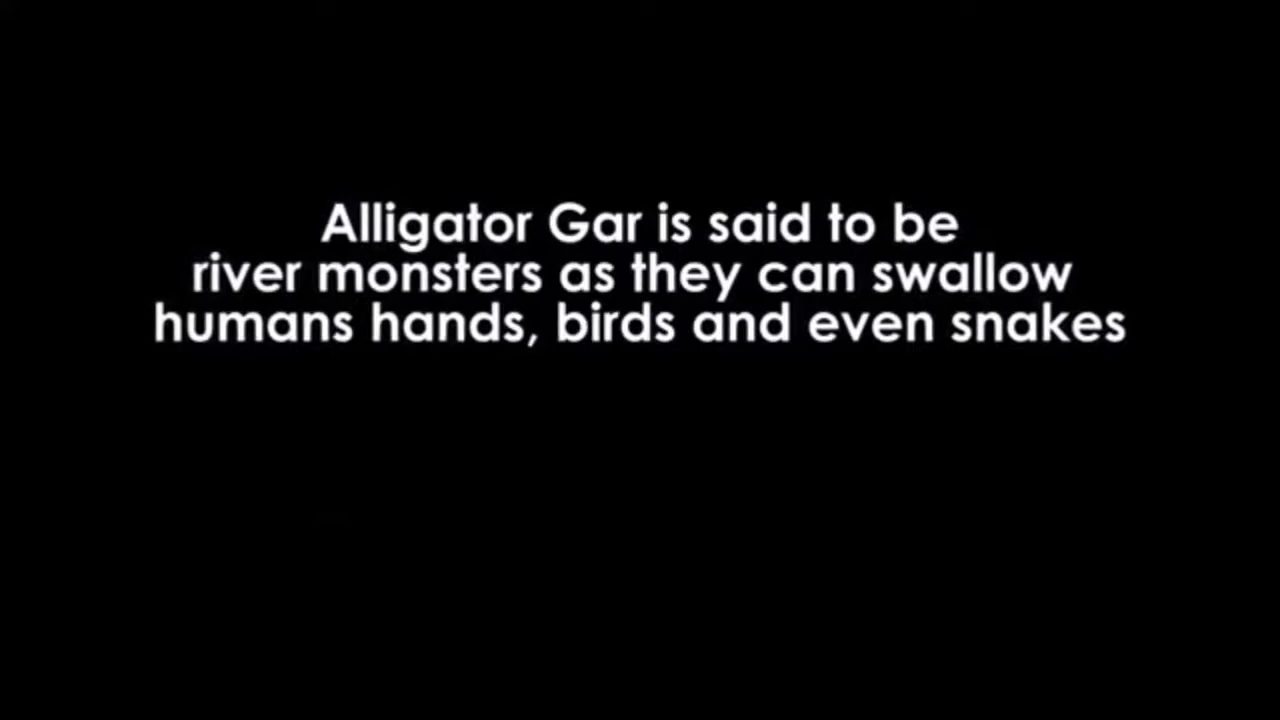 Alligator Gar is said to be
river monsters as they can swallow
humans hands, birds and even snakes